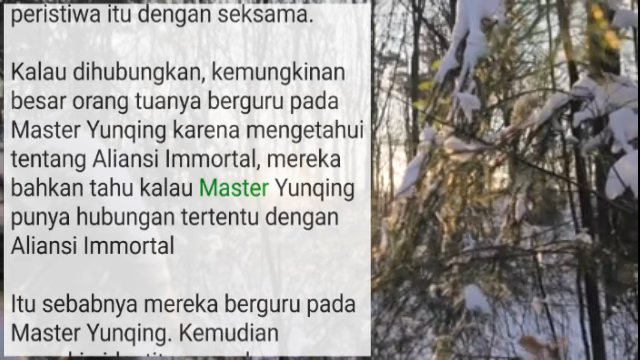 peristiwa itu dengan seksama.
Kalau dihubungkan, kemungkinan
besar orang tuanya berguru pada
Master Yunqing karena mengetahui
tentang Aliansi Immortal, mereka
bahkan tahu kalau Master Yunqing
punya hubungan tertentu dengan
Aliansi Immortal
Itu sebabnya mereka berguru pada
Master Yunqing. Kemudian